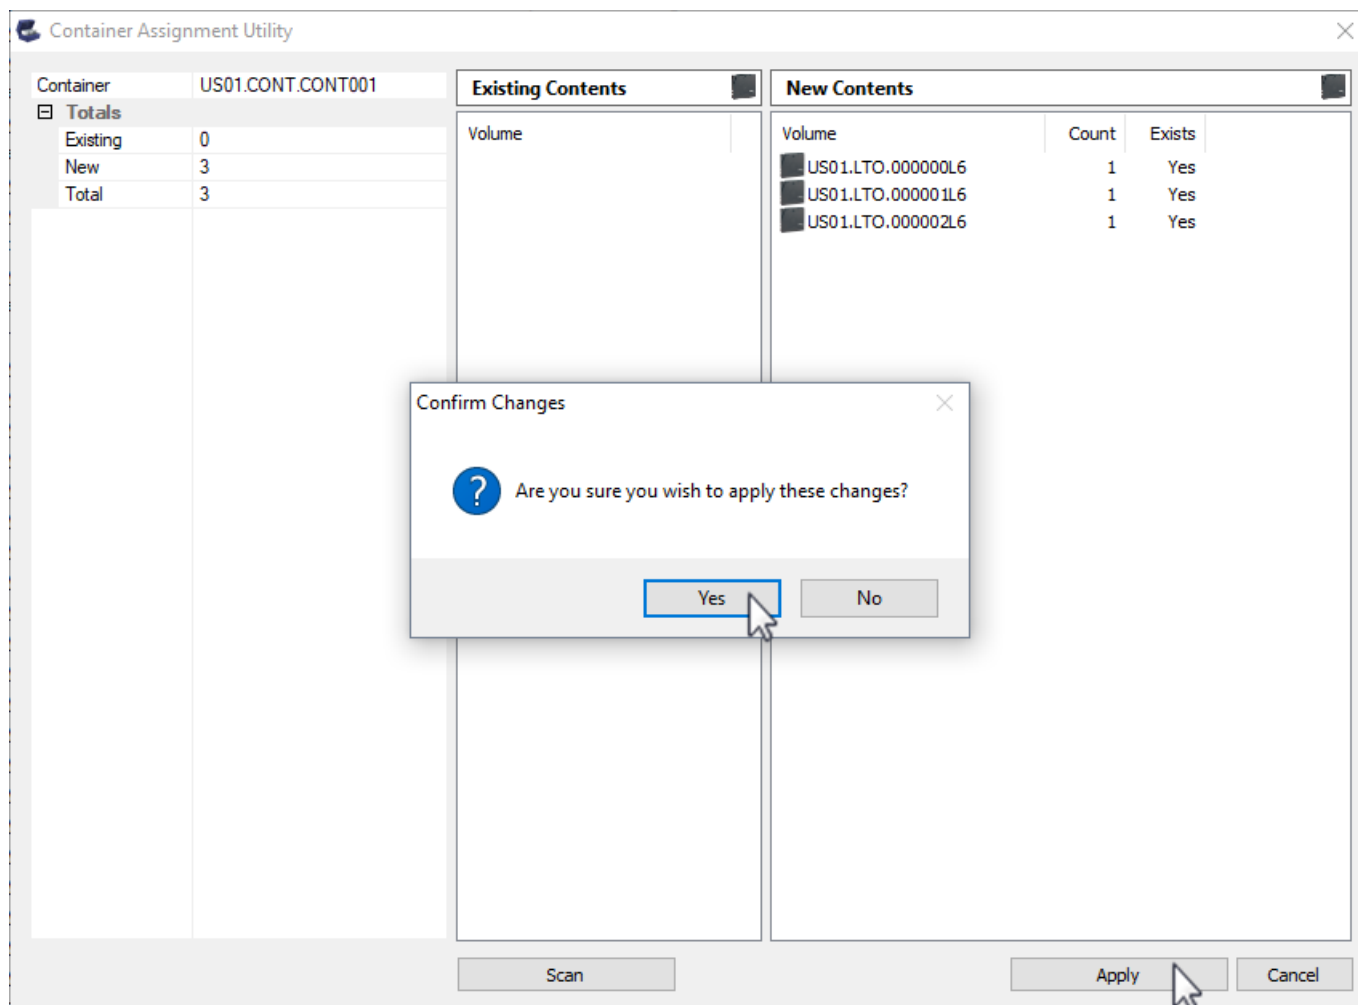 Container Assignment Utility
Container US01.CONT.CONT001
Totals
Existing 0
New 3
Total 3
Existing Contents
Volume
New Contents
Volume Count Exists
US01.LTO.000000L6 1 Yes
US01.LTO.000001L6 1 Yes
US01.LTO.000002L6 1 Yes
Confirm Changes
Are you sure you wish to apply these changes?
Yes No
Scan Apply Cancel